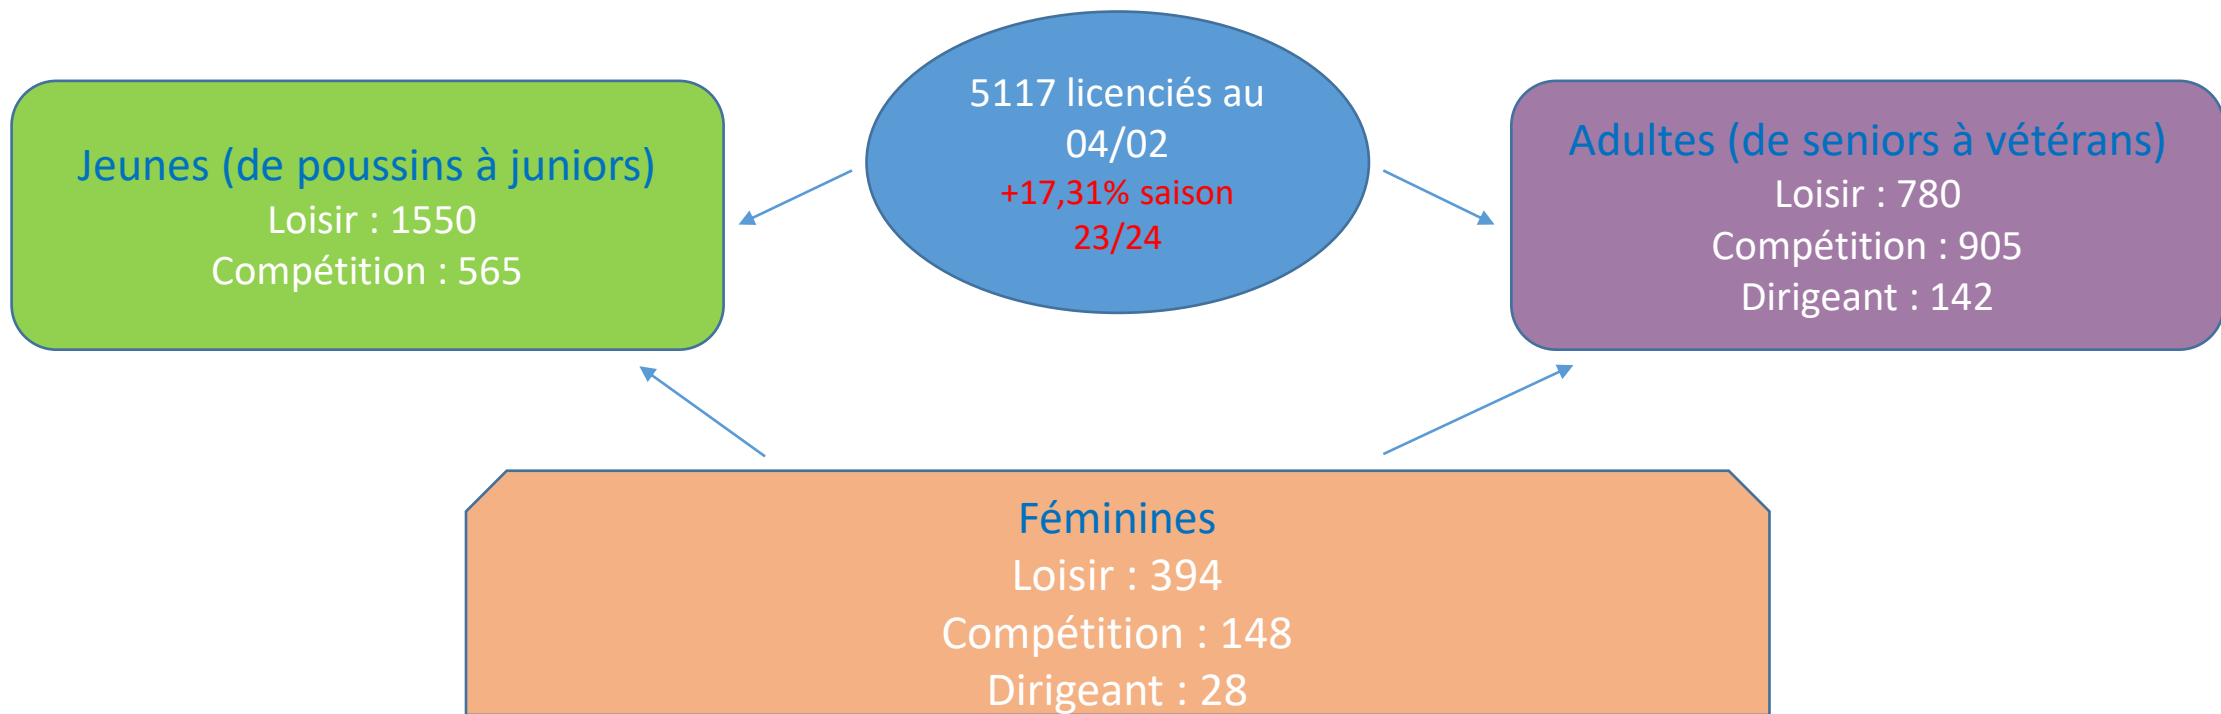 5117 licenciés au
04/02
+17,31% saison
23/24
Jeunes (de poussins à juniors)
Loisir : 1550
Compétition : 565
Adultes (de seniors à vétérans)
Loisir : 780
Compétition : 905
Dirigeant : 142
Féminines
Loisir : 394
Compétition : 148
Dirigeant : 28